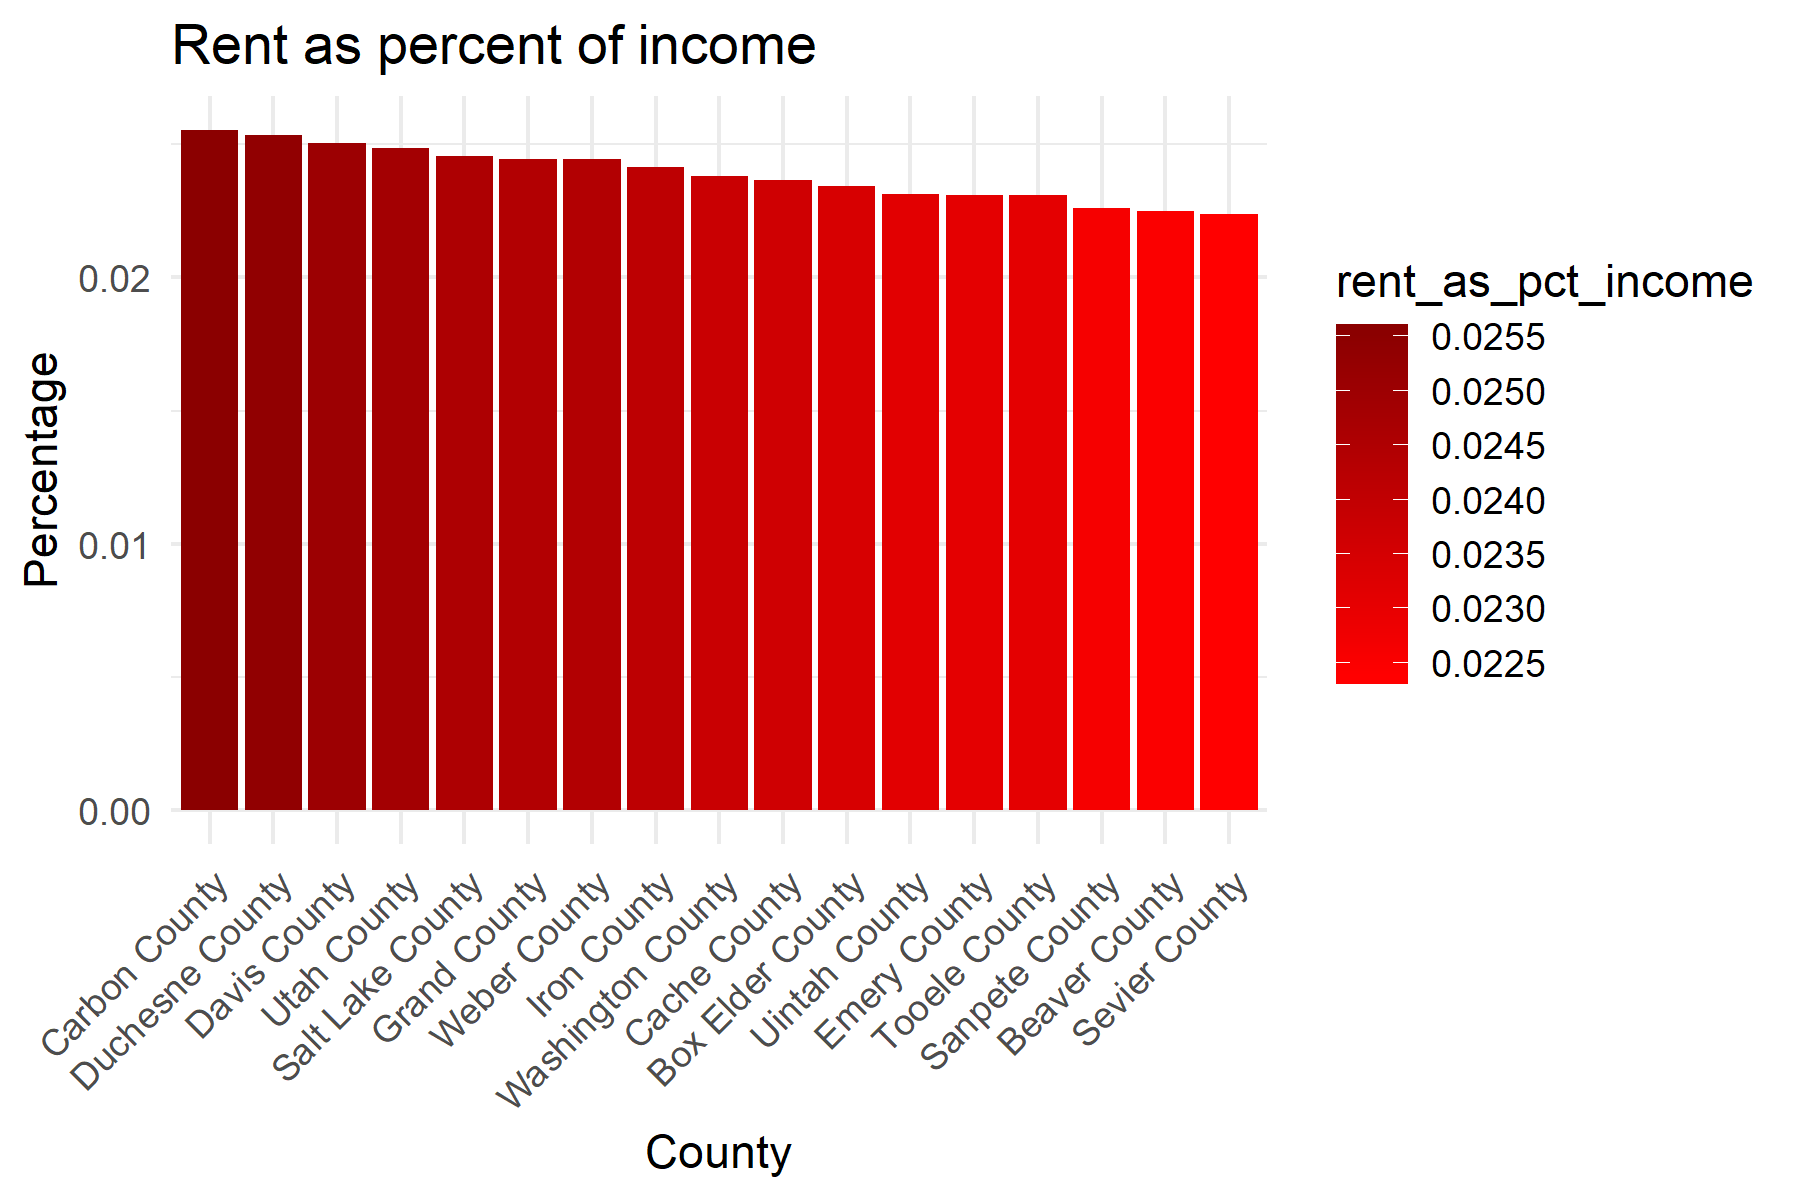 Rent as percent of income
Percentage
0.02
0.01
0.00
Carbon County
Duchesne County
Davis County
Utah County
Salt Lake County
Grand County
Weber County
Iron County
Washington County
Cache County
Box Elder County
Uintah County
Emery County
Tooele County
Sanpete County
Beaver County
Sevier County
County
rent_as_pct_income
0.0255
0.0250
0.0245
0.0240
0.0235
0.0230
0.0225